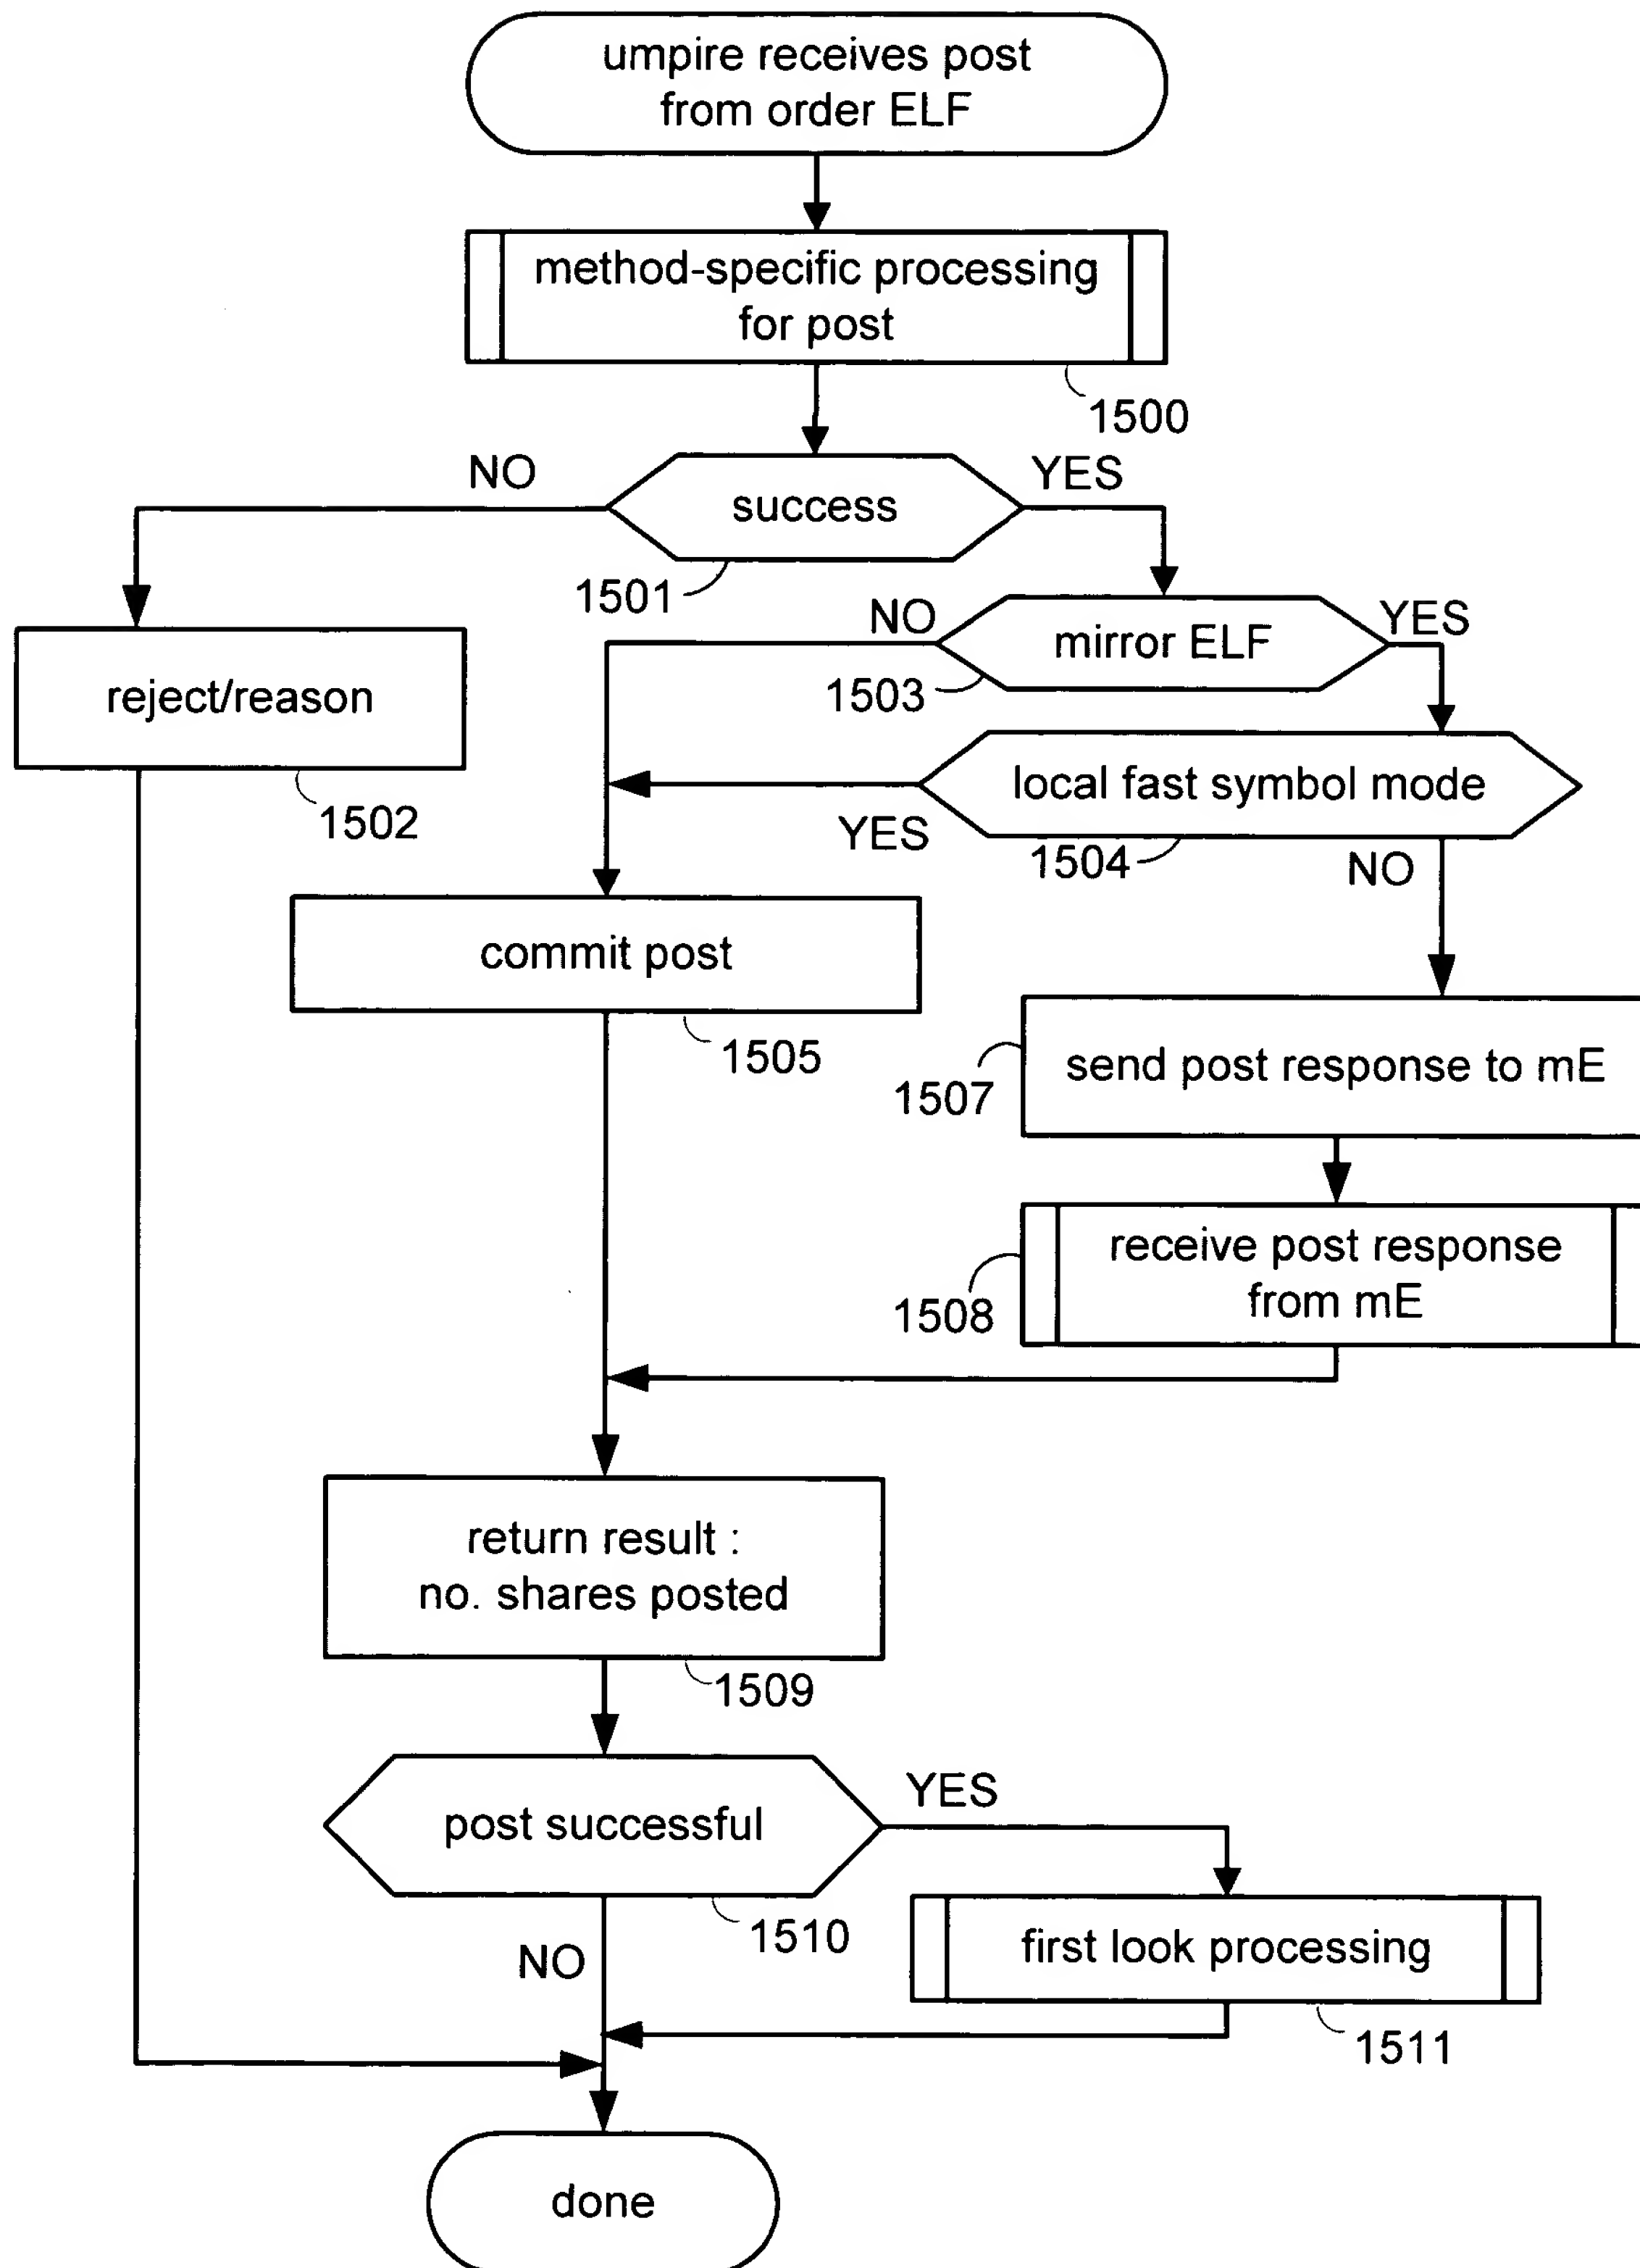 umpire receives post
from order ELF
method-specific processing
for post
1500
NO
YES
success
1501
NO
YES
mirror ELF
1503
reject/reason
1502
local fast symbol mode
YES
1504
NO
commit post
1505
send post response to mE
1507
receive post response
from mE
1508
return result :
no. shares posted
1509
YES
post successful
1510
NO
first look processing
1511
done